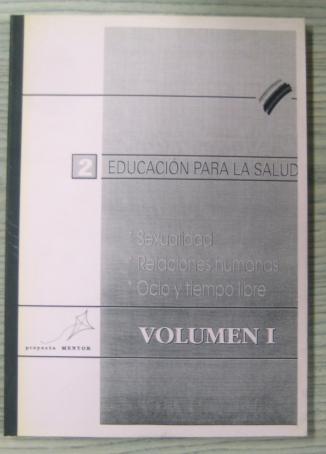 2 EDUCACIÓN PARA LA SALUD
* Sexualidad
* Relaciones humanas
* Ocio y tiempo libre
proyecto MENTOR
VOLUMEN I